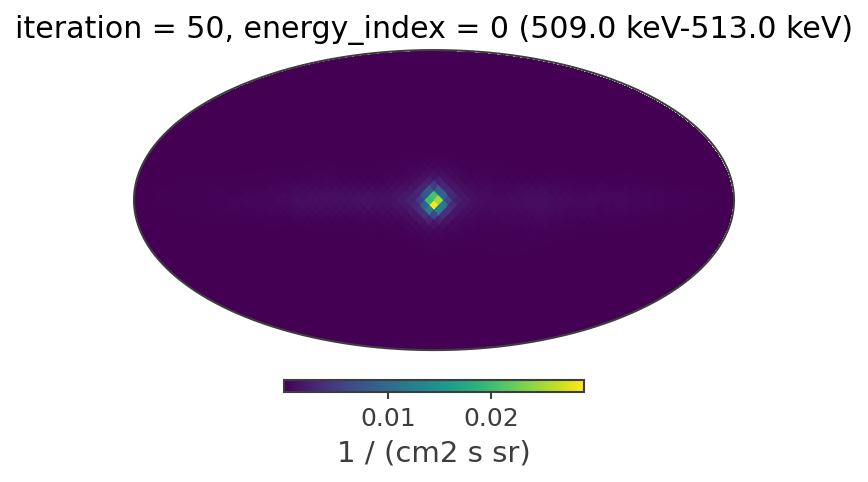 iteration = 50, energy_index = 0 (509.0 keV-513.0 keV)
0.01 0.02
1 / (cm2 s sr)